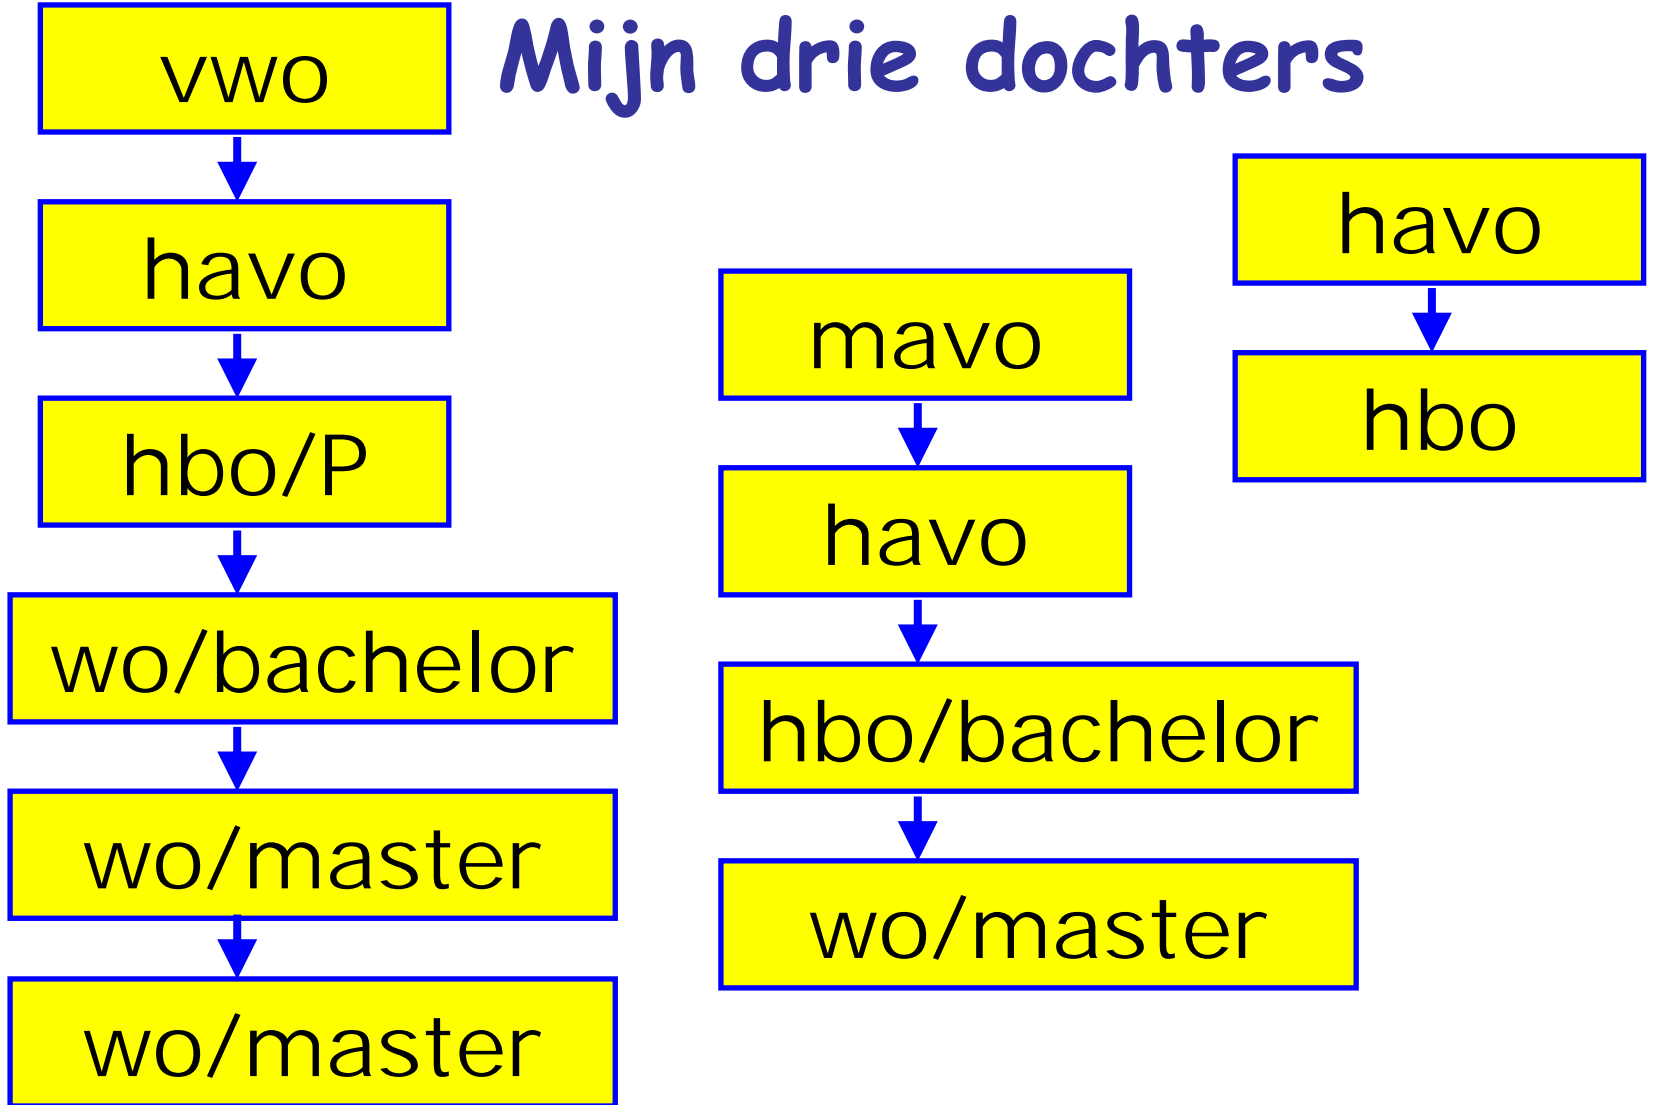 Mijn drie dochters
vwo
havo
hbo/P
wo/bachelor
wo/master
wo/master
mavo
havo
hbo/bachelor
wo/master
havo
hbo